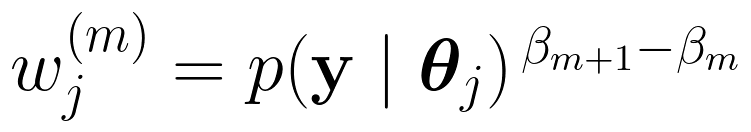 $w_j^{(m)} = p(\mathbf{y} \mid \boldsymbol{\theta}_j)^{\beta_{m+1} - \beta_m}$